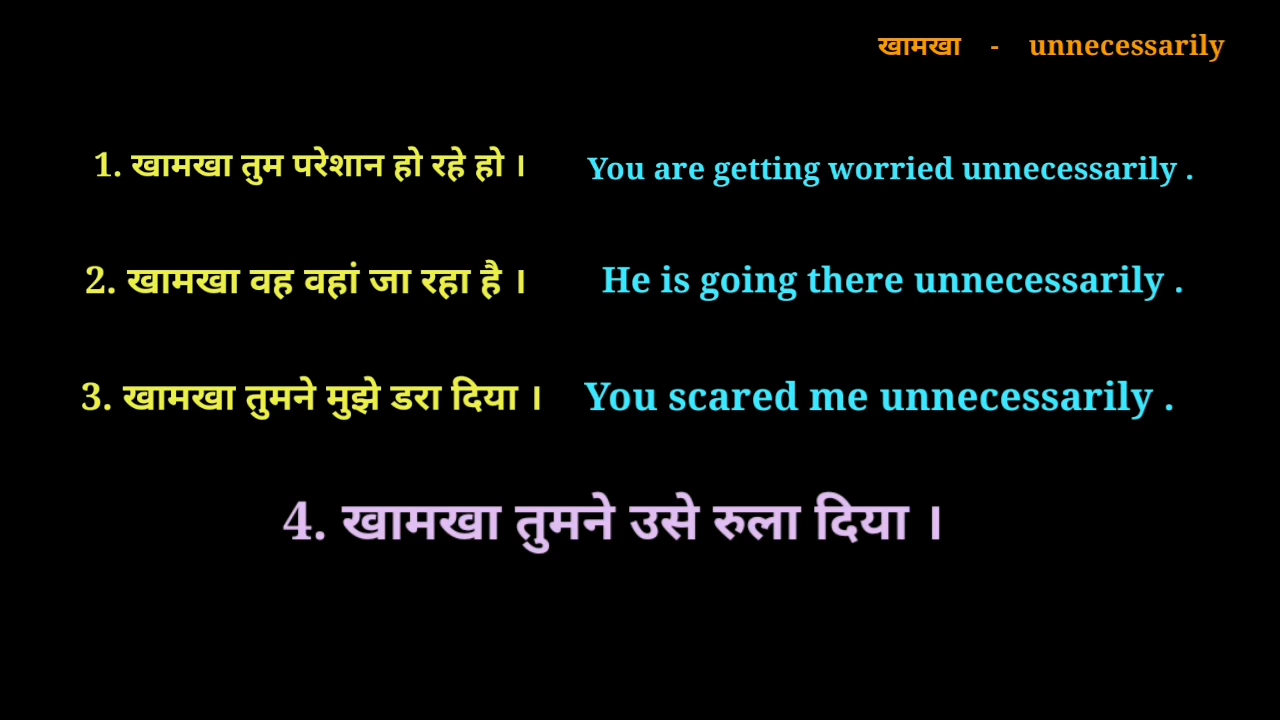 खामखा - unnecessarily
1. खामखा तुम परेशान हो रहे हो । You are getting worried unnecessarily .
2. खामखा वह वहां जा रहा है । He is going there unnecessarily .
3. खामखा तुमने मुझे डरा दिया । You scared me unnecessarily .
4. खामखा तुमने उसे रुला दिया ।